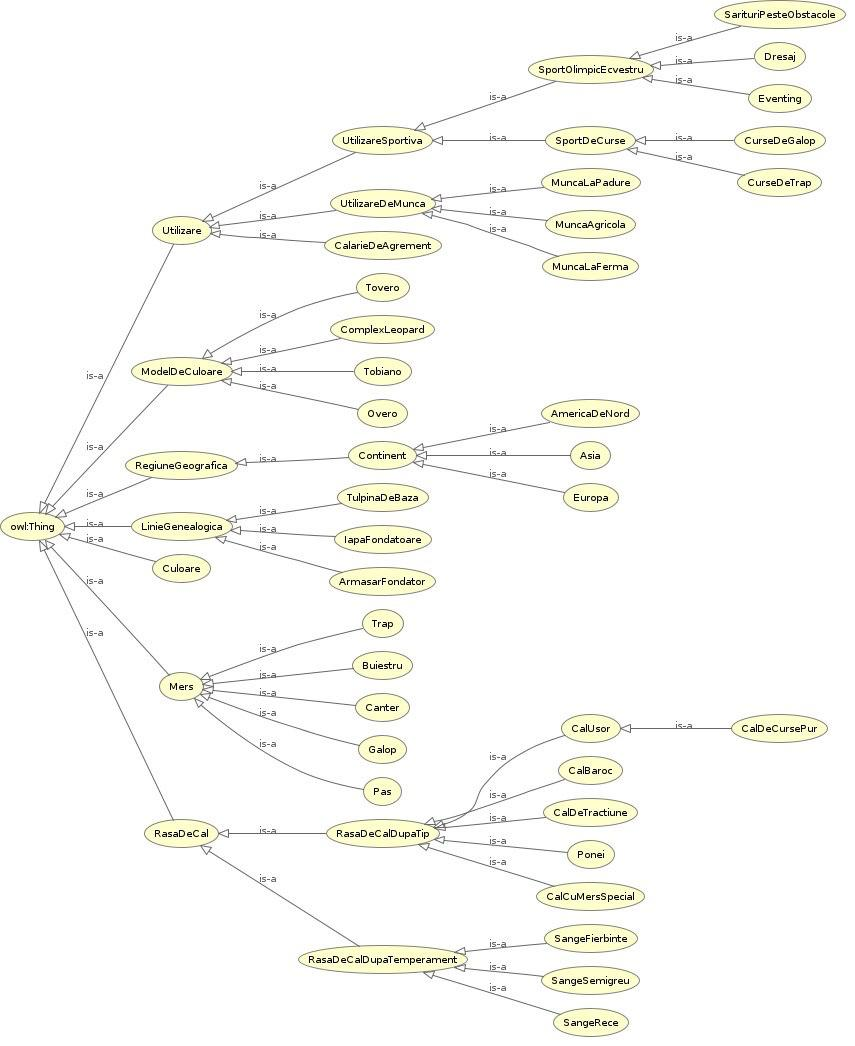 SarituriPesteObstacole
is-a
Dresaj
is-a
SportOlimpicEcvestru
is-a
Eventing
is-a
UtilizareSportiva
is-a
SportDeCurse
is-a
CurseDeGalop
is-a
CurseDeTrap
is-a
MuncaLaPadure
is-a
UtilizareDeMunca
is-a
is-a
MuncaAgricola
is-a
Utilizare
is-a
CalarieDeAgrement
MuncaLaFerma
Tovero
is-a
ComplexLeopard
is-a
ModelDeCuloare
is-a
Tobiano
is-a
is-a
Overo
AmericaDeNord
is-a
is-a
RegiuneGeografica
is-a
Continent
is-a
Asia
is-a
is-a
Europa
TulpinaDeBaza
is-a
owl:Thing
is-a
LinieGenealogica
is-a
IapaFondatoare
is-a
is-a
Culoare
ArmasarFondator
is-a
Trap
is-a
is-a
Buiestru
is-a
Mers
is-a
Canter
is-a
Galop
is-a
Pas
CalUsor
is-a
CalDeCursePur
is-a
CalBaroc
is-a
CalDeTractiune
is-a
RasaDeCal
is-a
RasaDeCalDupaTip
Ponei
is-a
is-a
CalCuMersSpecial
SangeFierbinte
is-a
RasaDeCalDupaTemperament
is-a
SangeSemigreu
is-a
SangeRece